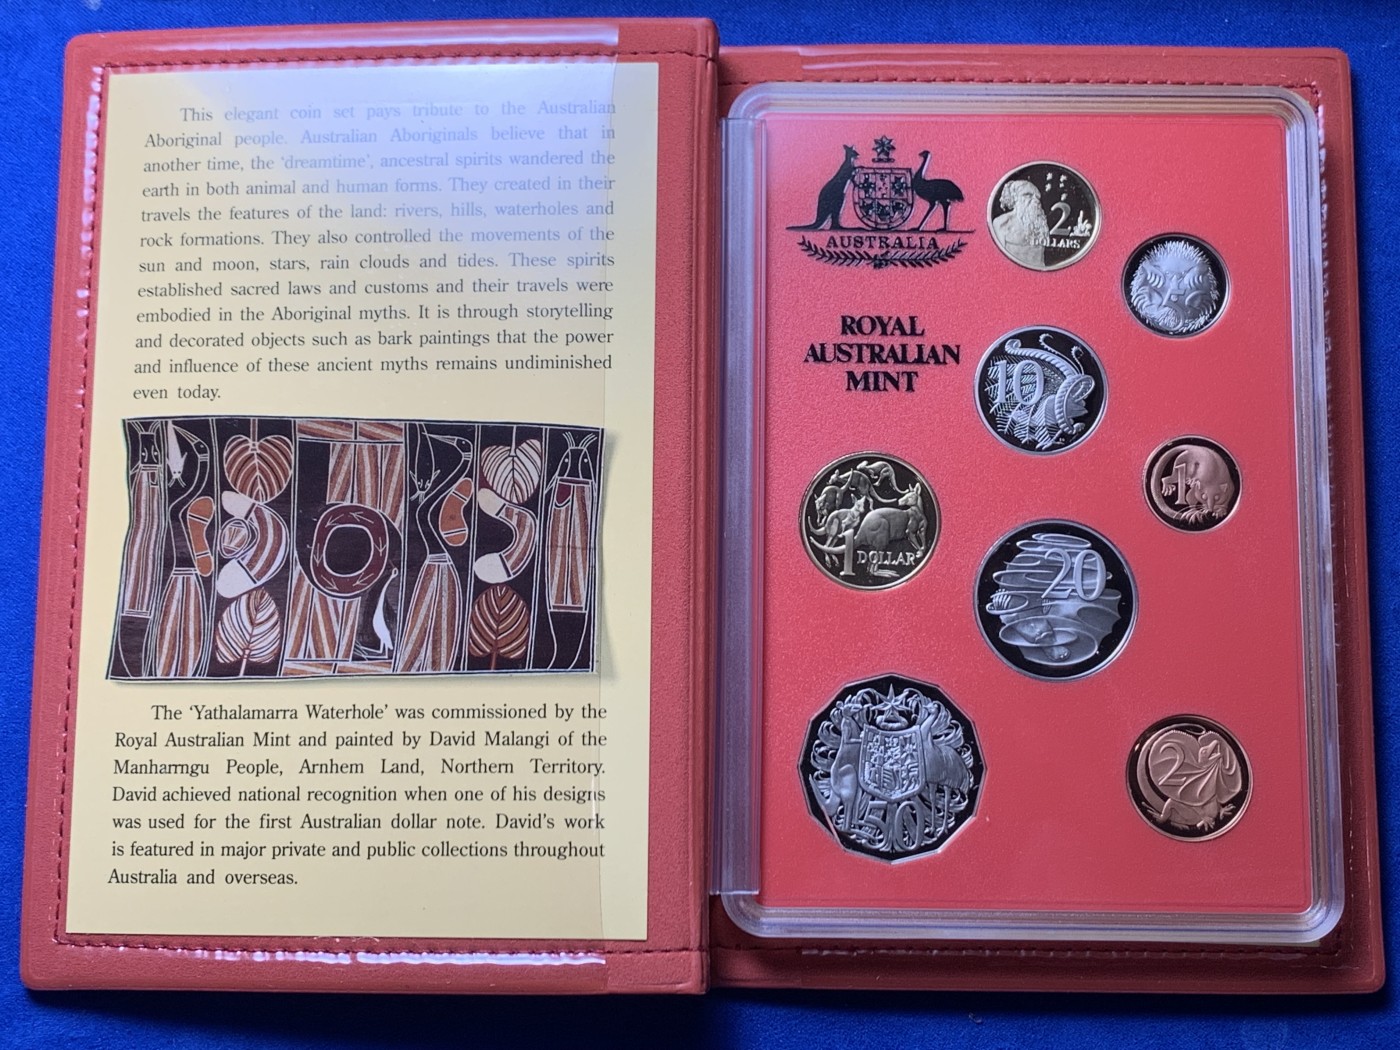 This elegant coin set pays tribute to the Australian
Aboriginal people. Australian Aboriginals believe that in
another time, the 'dreamtime', ancestral spirits wandered the
earth in both animal and human forms. They created in their
travels the features of the land: rivers, hills, waterholes and
rock formations. They also controlled the movements of the
sun and moon, stars, rain clouds and tides. These spirits
established sacred laws and customs and their travels were
embodied in the Aboriginal myths. It is through storytelling
and decorated objects such as bark paintings that the power
and influence of these ancient myths remains undiminished
even today.
The 'Yathalamarra Waterhole' was commissioned by the
Royal Australian Mint and painted by David Malangi of the
Manharrngu People, Arnhem Land, Northern Territory.
David achieved national recognition when one of his designs
was used for the first Australian dollar note. David's work
is featured in major private and public collections throughout
Australia and overseas.
AUSTRALIA
ROYAL
AUSTRALIAN
MINT
2
DOLLARS
5
10
1
1
DOLLAR
20
50
2